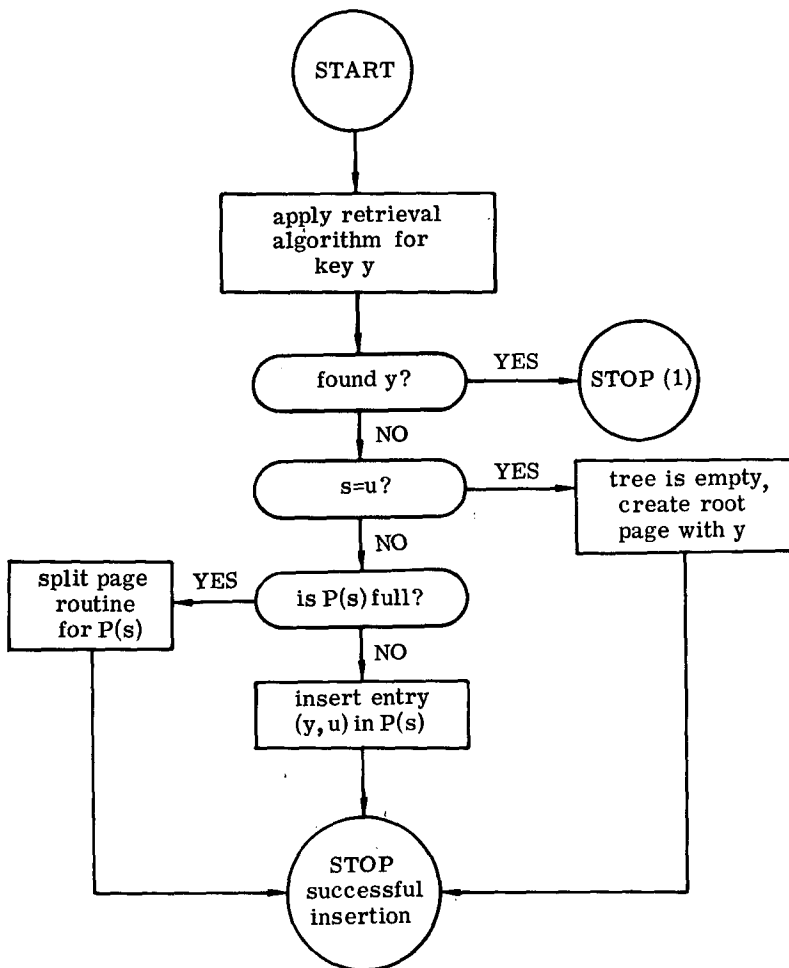 START
apply retrieval
algorithm for
key y
found y?
YES
STOP (1)
NO
s=u?
YES
tree is empty,
create root
page with y
NO
is P(s) full?
YES
split page
routine
for P(s)
NO
insert entry
(y, u) in P(s)
STOP
successful
insertion